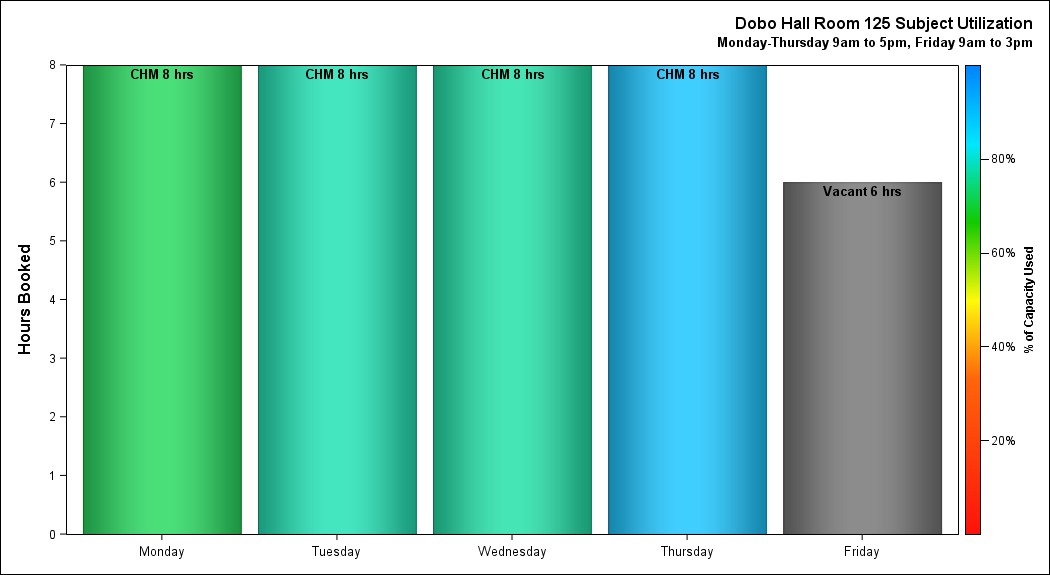 Dobo Hall Room 125 Subject Utilization
Monday-Thursday 9am to 5pm, Friday 9am to 3pm
Hours Booked
8
7
6
5
4
3
2
1
0
CHM 8 hrs
CHM 8 hrs
CHM 8 hrs
CHM 8 hrs
Vacant 6 hrs
Monday
Tuesday
Wednesday
Thursday
Friday
80%
60%
40%
20%
% of Capacity Used